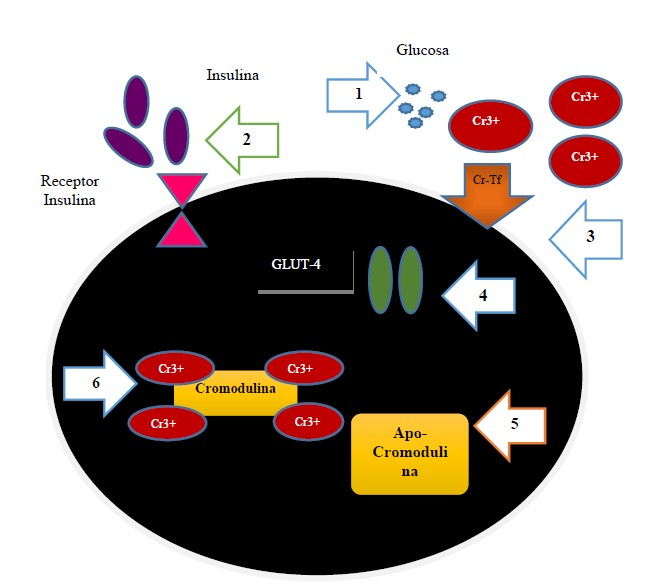 Glucosa
Insulina
1
Cr3+
Cr3+
2
Cr3+
Receptor
Insulina
Cr-Tf
3
GLUT-4
4
6
Cr3+
Cr3+
Cromodulina
Cr3+
Cr3+
5
Apo-
Cromoduli
na